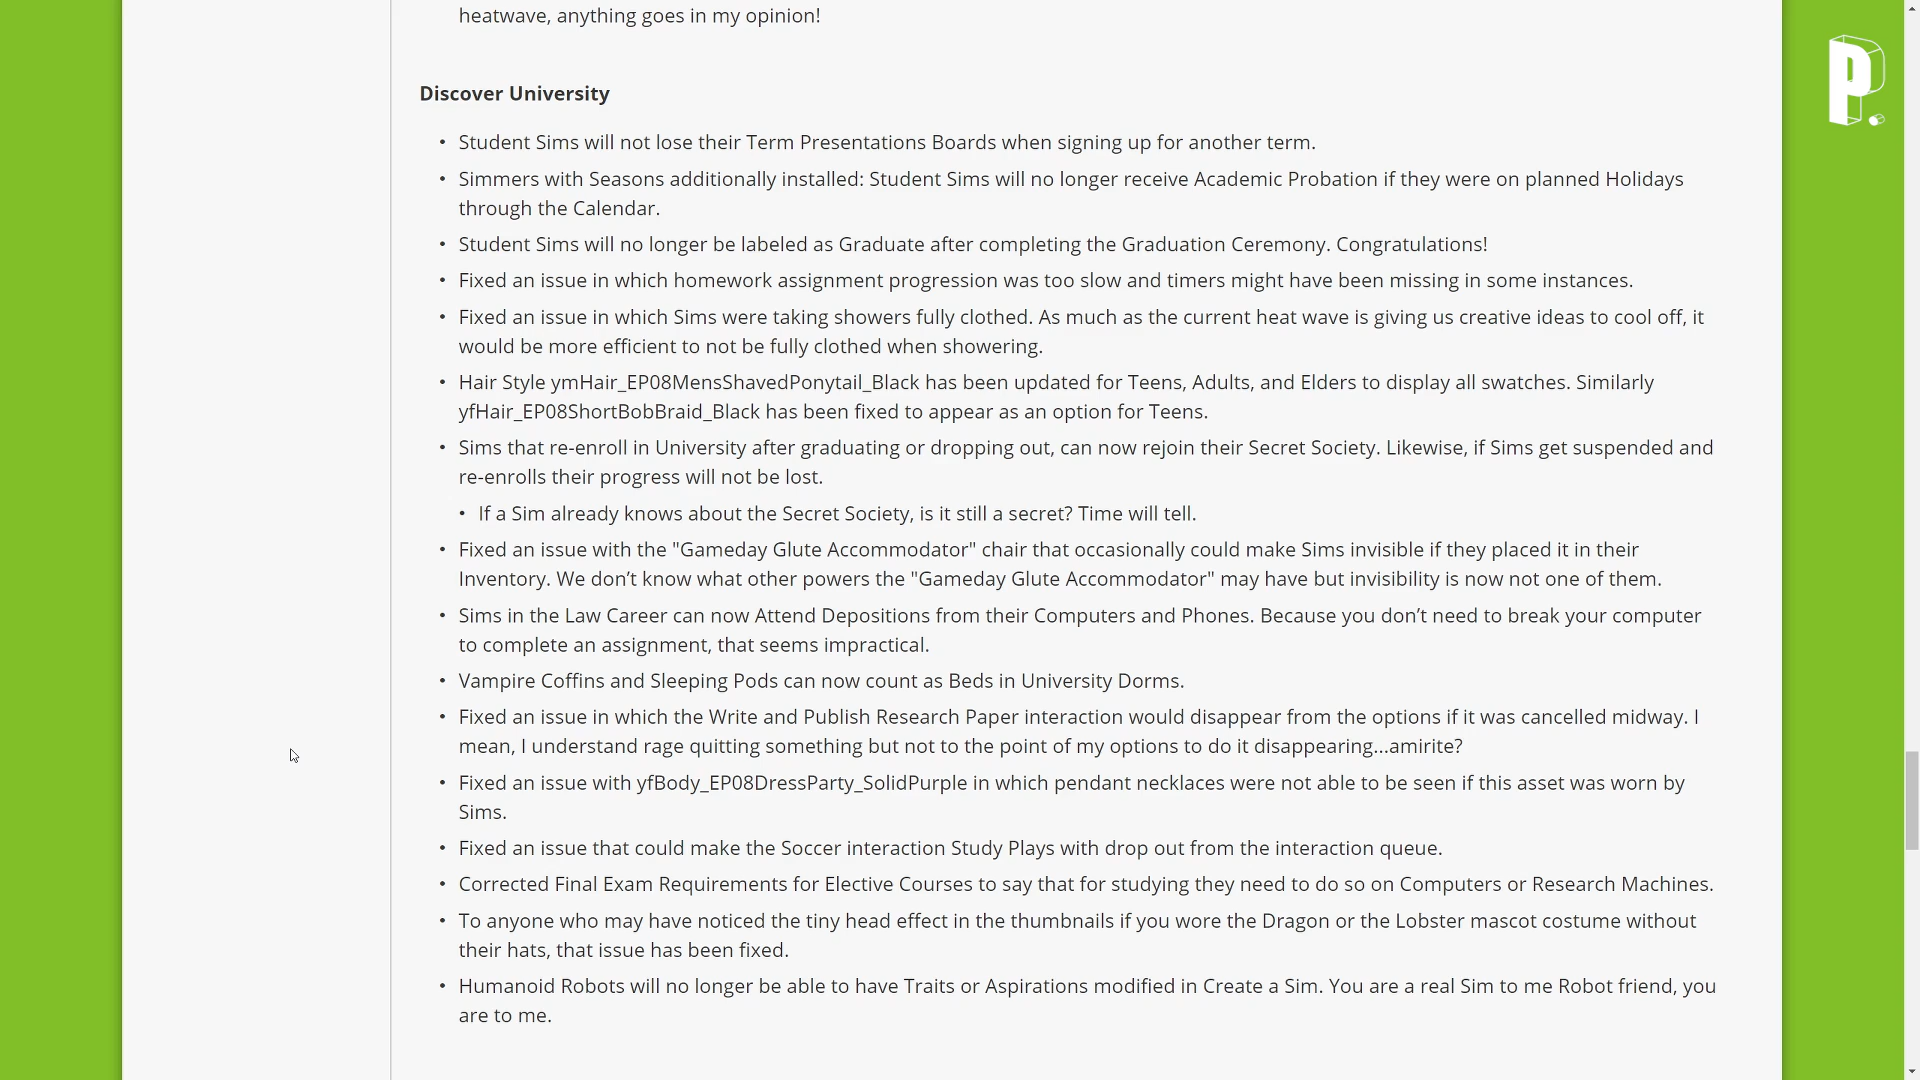 heatwave, anything goes in my opinion!
Discover University
• Student Sims will not lose their Term Presentations Boards when signing up for another term.
• Simmers with Seasons additionally installed: Student Sims will no longer receive Academic Probation if they were on planned Holidays
through the Calendar.
• Student Sims will no longer be labeled as Graduate after completing the Graduation Ceremony. Congratulations!
• Fixed an issue in which homework assignment progression was too slow and timers might have been missing in some instances.
• Fixed an issue in which Sims were taking showers fully clothed. As much as the current heat wave is giving us creative ideas to cool off, it
would be more efficient to not be fully clothed when showering.
• Hair Style ymHair_EP08MensShavedPonytail_Black has been updated for Teens, Adults, and Elders to display all swatches. Similarly
yfHair_EP08ShortBobBraid_Black has been fixed to appear as an option for Teens.
• Sims that re-enroll in University after graduating or dropping out, can now rejoin their Secret Society. Likewise, if Sims get suspended and
re-enrolls their progress will not be lost.
• If a Sim already knows about the Secret Society, is it still a secret? Time will tell.
• Fixed an issue with the "Gameday Glute Accommodator" chair that occasionally could make Sims invisible if they placed it in their
Inventory. We don’t know what other powers the "Gameday Glute Accommodator" may have but invisibility is now not one of them.
• Sims in the Law Career can now Attend Depositions from their Computers and Phones. Because you don’t need to break your computer
to complete an assignment, that seems impractical.
• Vampire Coffins and Sleeping Pods can now count as Beds in University Dorms.
• Fixed an issue in which the Write and Publish Research Paper interaction would disappear from the options if it was cancelled midway. I
mean, I understand rage quitting something but not to the point of my options to do it disappearing...amirite?
• Fixed an issue with yfBody_EP08DressParty_SolidPurple in which pendant necklaces were not able to be seen if this asset was worn by
Sims.
• Fixed an issue that could make the Soccer interaction Study Plays with drop out from the interaction queue.
• Corrected Final Exam Requirements for Elective Courses to say that for studying they need to do so on Computers or Research Machines.
• To anyone who may have noticed the tiny head effect in the thumbnails if you wore the Dragon or the Lobster mascot costume without
their hats, that issue has been fixed.
• Humanoid Robots will no longer be able to have Traits or Aspirations modified in Create a Sim. You are a real Sim to me Robot friend, you
are to me.
P.